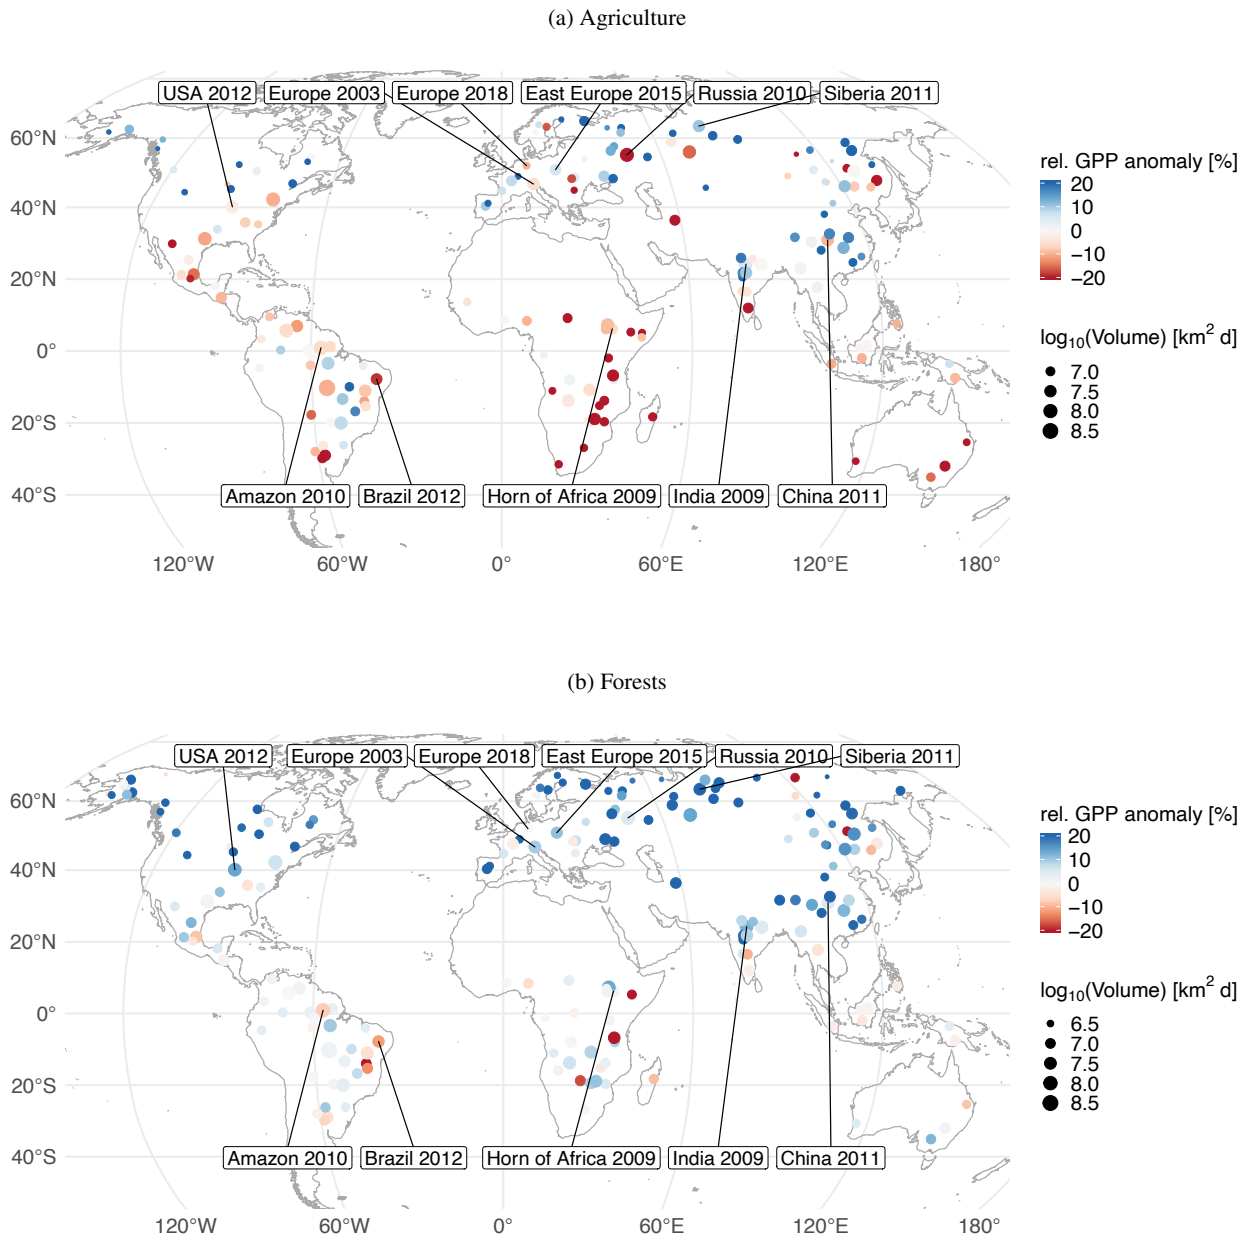 (a) Agriculture
USA 2012 Europe 2003 Europe 2018 East Europe 2015 Russia 2010 Siberia 2011
60°N
40°N
20°N
0°
20°S
40°S
Amazon 2010 Brazil 2012 Horn of Africa 2009 India 2009 China 2011
120°W 60°W 0° 60°E 120°E 180°
rel. GPP anomaly [%]
20
10
0
−10
−20
log10(Volume) [km2 d]
7.0
7.5
8.0
8.5
(b) Forests
USA 2012 Europe 2003 Europe 2018 East Europe 2015 Russia 2010 Siberia 2011
60°N
40°N
20°N
0°
20°S
40°S
Amazon 2010 Brazil 2012 Horn of Africa 2009 India 2009 China 2011
120°W 60°W 0° 60°E 120°E 180°
rel. GPP anomaly [%]
20
10
0
−10
−20
log10(Volume) [km2 d]
6.5
7.0
7.5
8.0
8.5